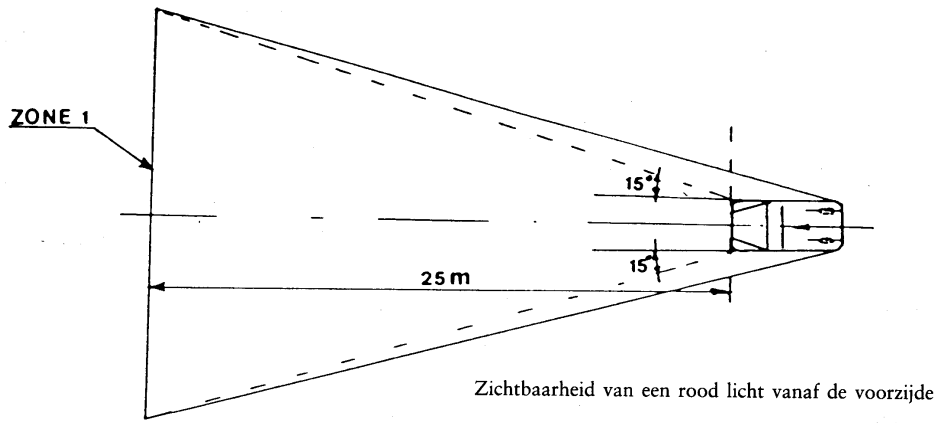 ZONE 1
15°
15°
25 m
Zichtbaarheid van een rood licht vanaf de voorzijde